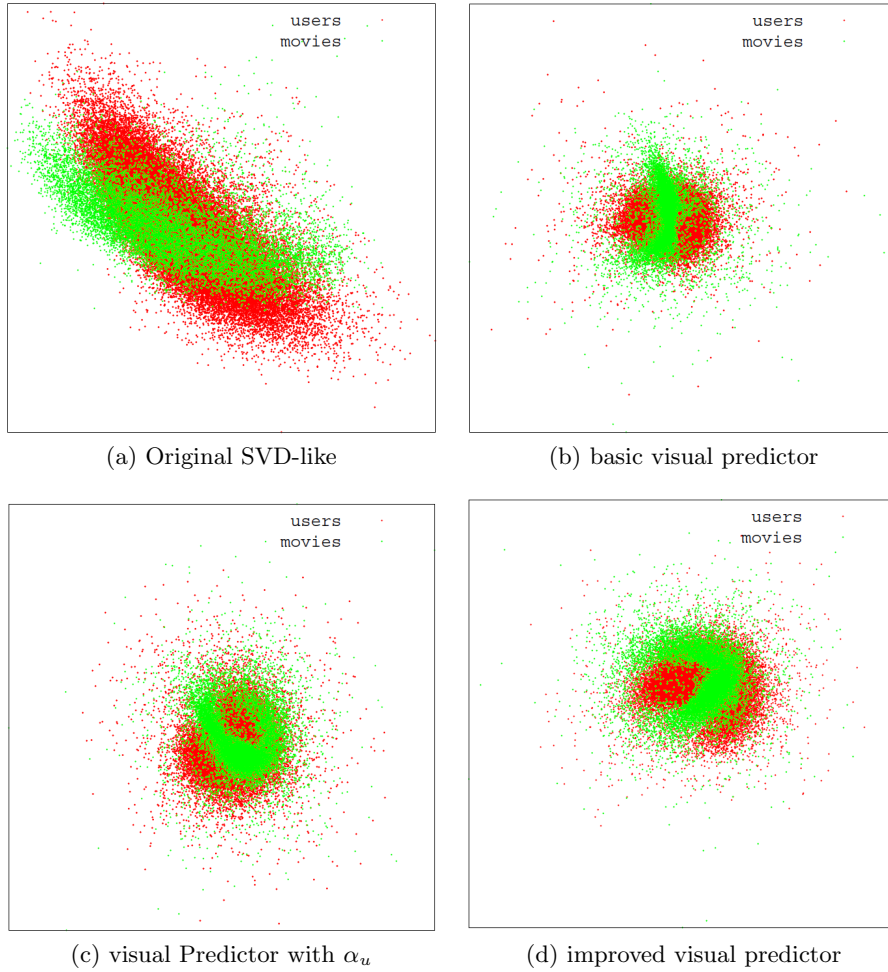 users
movies
(a) Original SVD-like
users
movies
(b) basic visual predictor
users
movies
(c) visual Predictor with α_u
users
movies
(d) improved visual predictor